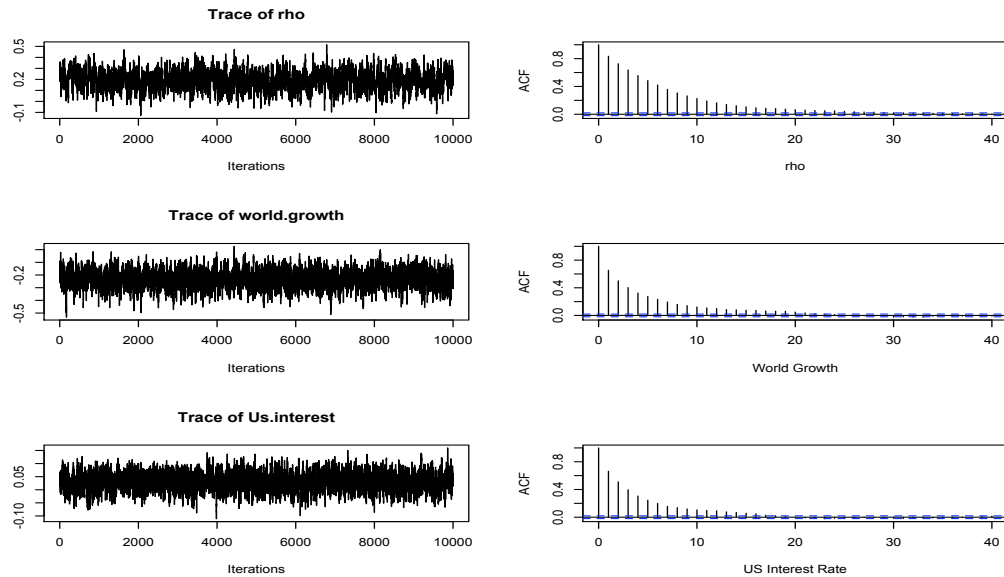 Trace of rho
0.5
0.2
-0.1
0 2000 4000 6000 8000 10000
Iterations
ACF
0.8
0.4
0.0
0 10 20 30 40
rho
Trace of world.growth
-0.2
-0.5
0 2000 4000 6000 8000 10000
Iterations
ACF
0.8
0.4
0.0
0 10 20 30 40
World Growth
Trace of Us.interest
0.05
-0.10
0 2000 4000 6000 8000 10000
Iterations
ACF
0.8
0.4
0.0
0 10 20 30 40
US Interest Rate